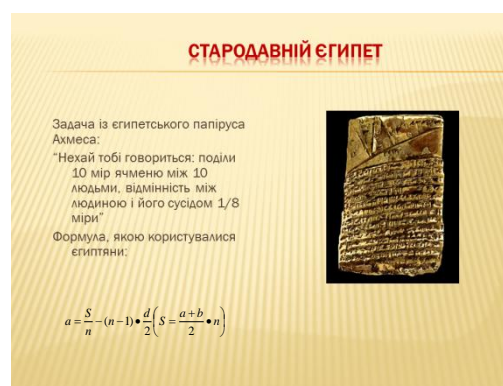 СТАРОДАВНІЙ ЄГИПЕТ
Задача із єгипетського папіруса
Ахмеса:
“Нехай тобі говориться: поділи
10 мір ячменю між 10
людьми, відмінність між
людиною і його сусідом 1/8
міри”
Формула, якою користувалися
єгиптяни:
a = S/n − (n−1) • d/2 (S = (a+b)/2 • n)